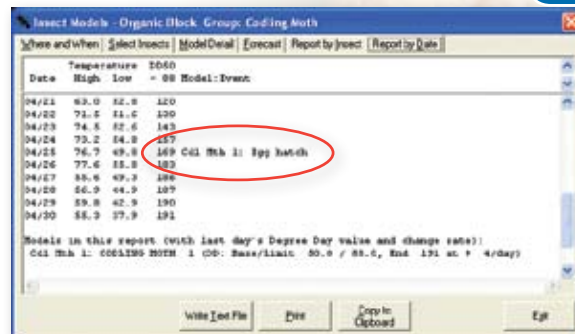 Insect Models - Organic Block Group: Codling Moth
Where and When Select Insects Model Detail Forecast Report by Insect Report by Date
Temperature DD50
Date High Low - 88 Model:Event
04/21 63.0 52.8 120
04/22 71.5 51.6 130
04/23 74.5 52.6 143
04/24 73.2 54.8 157
04/25 76.7 49.8 169 Cdl Mth 1: Egg hatch
04/26 77.6 55.8 183
04/27 55.6 49.3 186
04/28 56.9 44.9 187
04/29 59.8 42.9 190
04/30 55.3 37.9 191
Models in this report (with last day's Degree Day value and change rate):
Cdl Mth 1: CODLING MOTH 1 (DD: Base/Limit 50.0 / 88.0, End 191 at + 4/day)
Write Text File Print Copy to Clipboard Exit